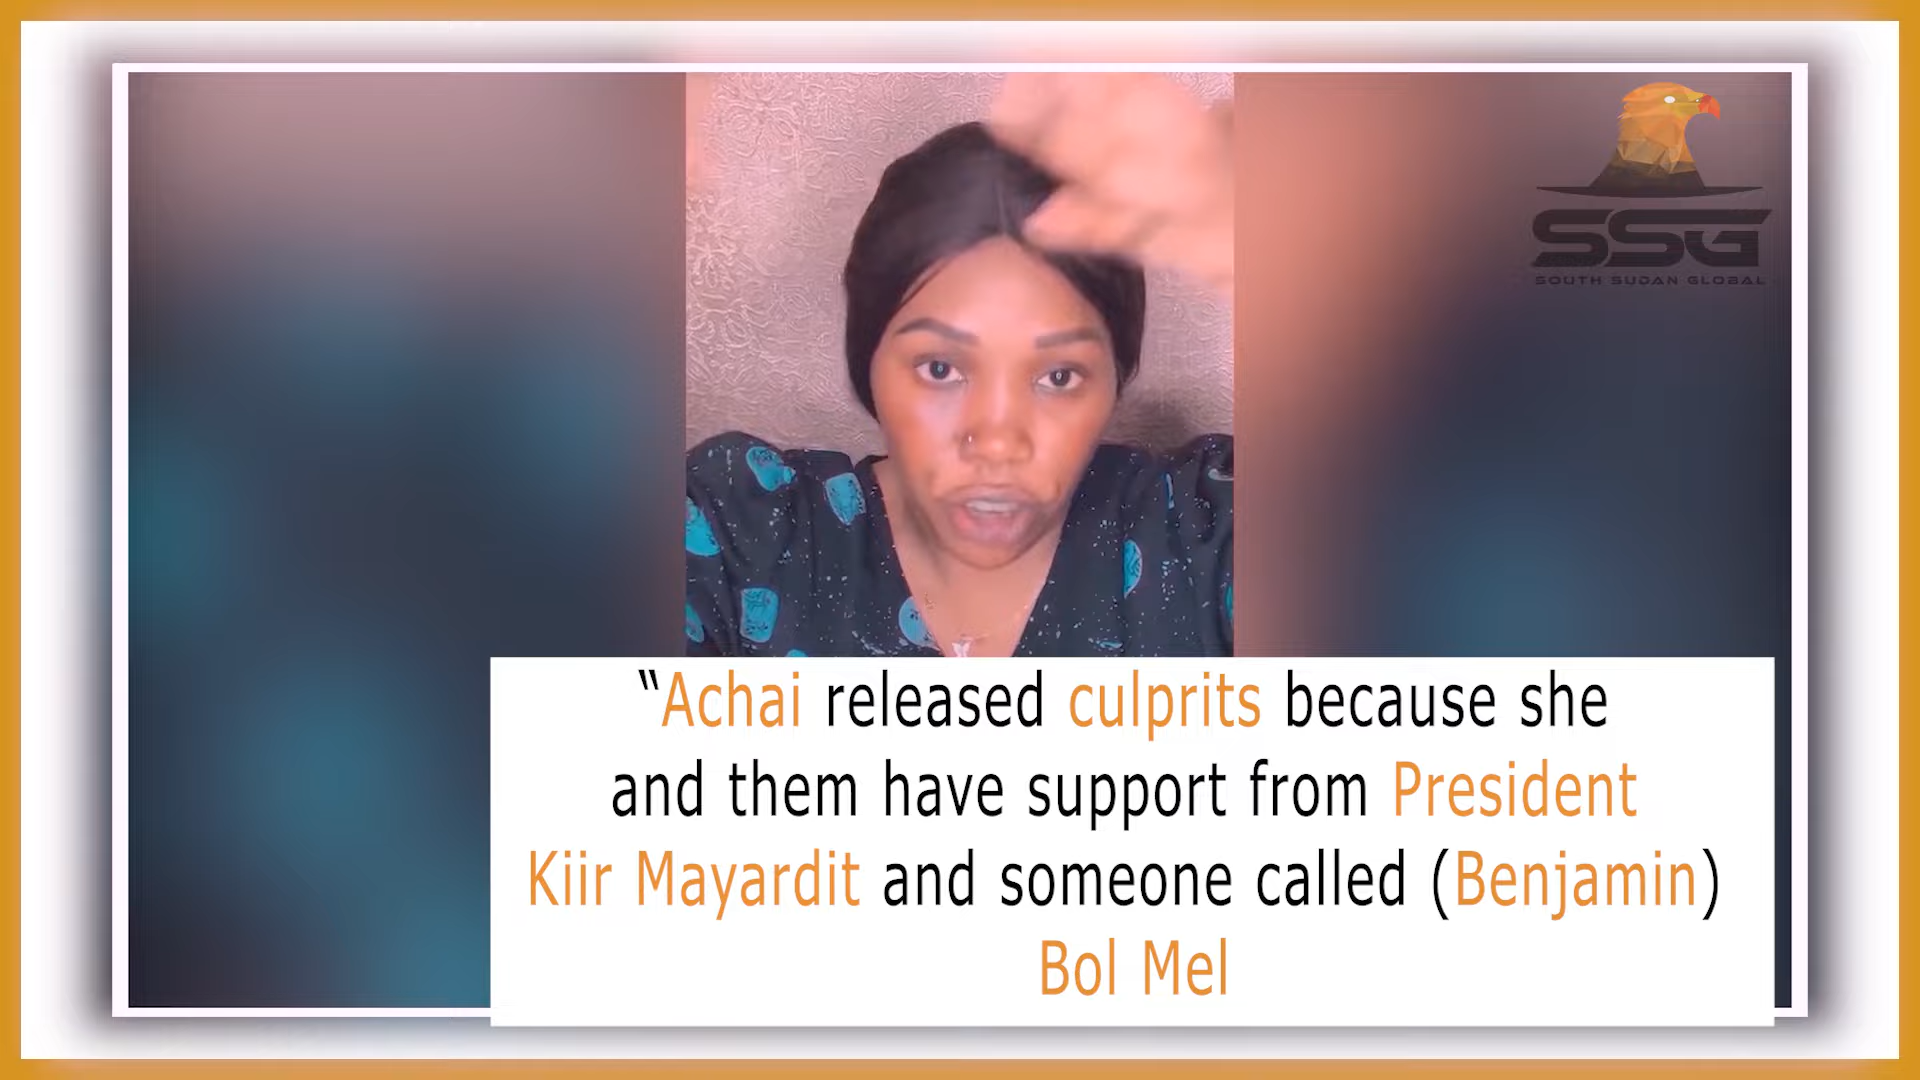 SSG
SOUTH SUDAN GLOBAL
“Achai released culprits because she
and them have support from President
Kiir Mayardit and someone called (Benjamin)
Bol Mel